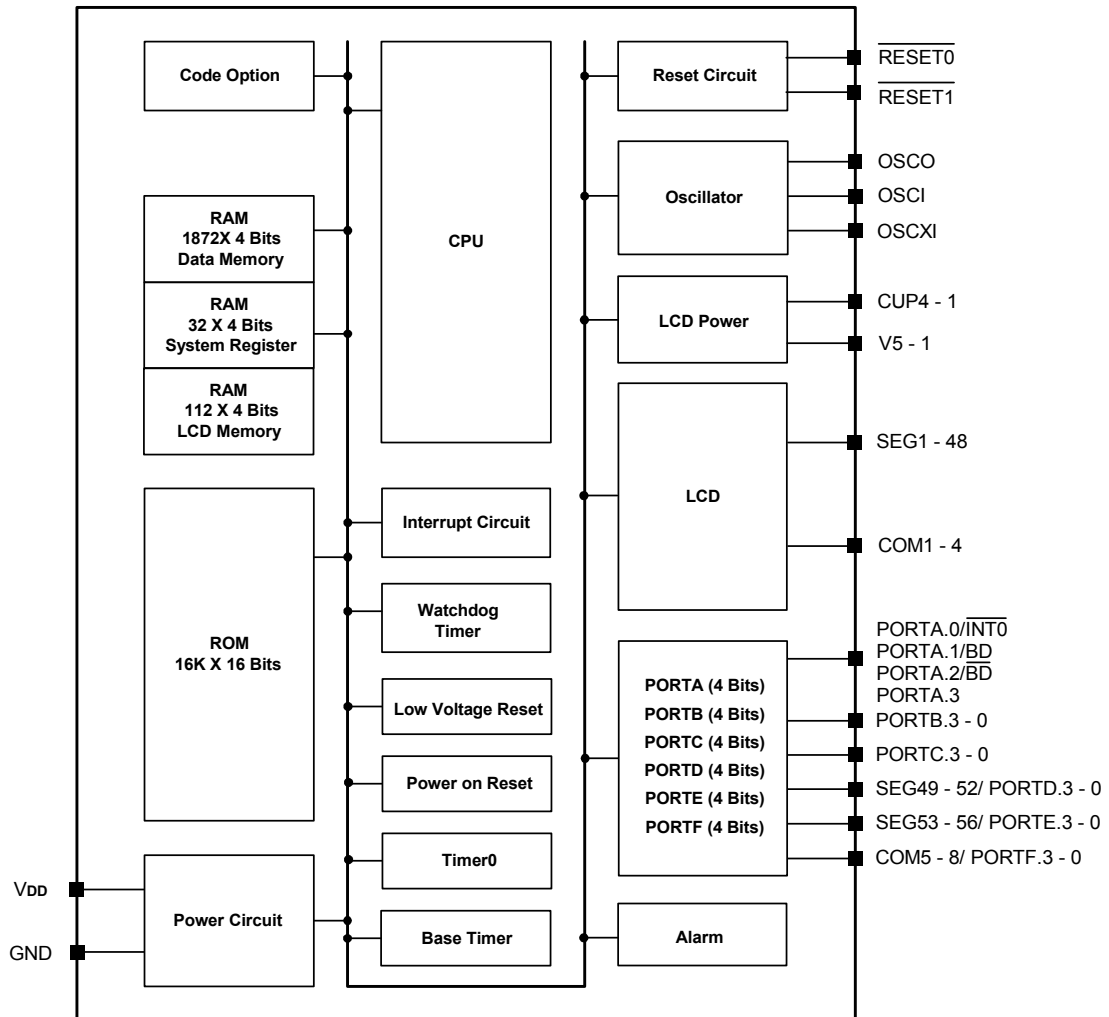 Code Option
RAM
1872X 4 Bits
Data Memory
RAM
32 X 4 Bits
System Register
RAM
112 X 4 Bits
LCD Memory
ROM
16K X 16 Bits
VDD
GND
Power Circuit
CPU
Interrupt Circuit
Watchdog
Timer
Low Voltage Reset
Power on Reset
Timer0
Base Timer
Reset Circuit
Oscillator
LCD Power
LCD
PORTA (4 Bits)
PORTB (4 Bits)
PORTC (4 Bits)
PORTD (4 Bits)
PORTE (4 Bits)
PORTF (4 Bits)
Alarm
R̅E̅S̅E̅T̅0̅
R̅E̅S̅E̅T̅1̅
OSCO
OSCI
OSCXI
CUP4 - 1
V5 - 1
SEG1 - 48
COM1 - 4
PORTA.0/I̅N̅T̅0̅
PORTA.1/BD
PORTA.2/B̅D̅
PORTA.3
PORTB.3 - 0
PORTC.3 - 0
SEG49 - 52/ PORTD.3 - 0
SEG53 - 56/ PORTE.3 - 0
COM5 - 8/ PORTF.3 - 0